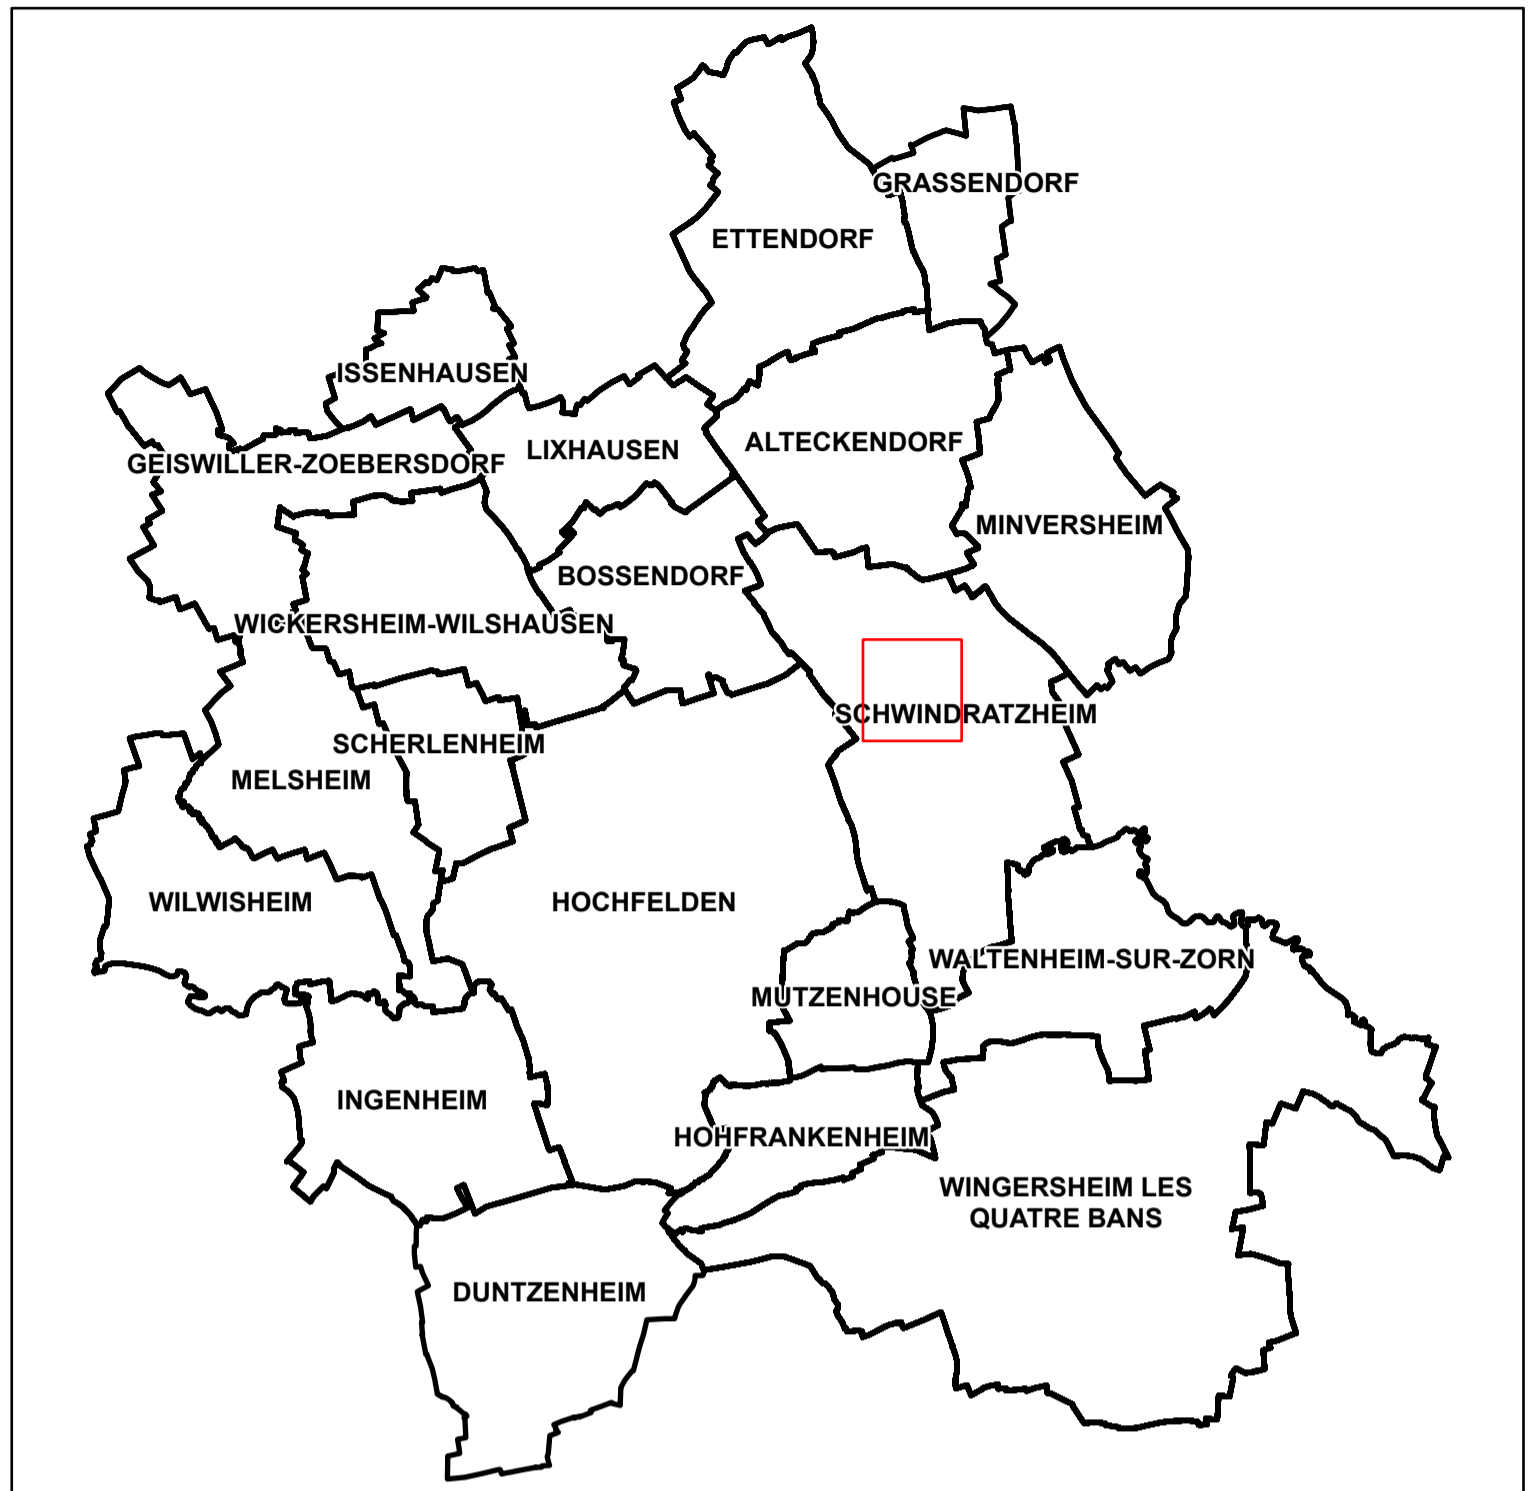 GRASSENDORF
ETTENDORF
ISSENHAUSEN
LIXHAUSEN
ALTECKENDORF
GEISWILLER-ZOEBERSDORF
MINVERSHEIM
BOSSENDORF
WICKERSHEIM-WILSHAUSEN
SCHWINDRATZHEIM
SCHERLENHEIM
MELSHEIM
WILWISHEIM
HOCHFELDEN
WALTENHEIM-SUR-ZORN
MUTZENHOUSE
INGENHEIM
HOHFRANKENHEIM
WINGERSHEIM LES
QUATRE BANS
DUNTZENHEIM